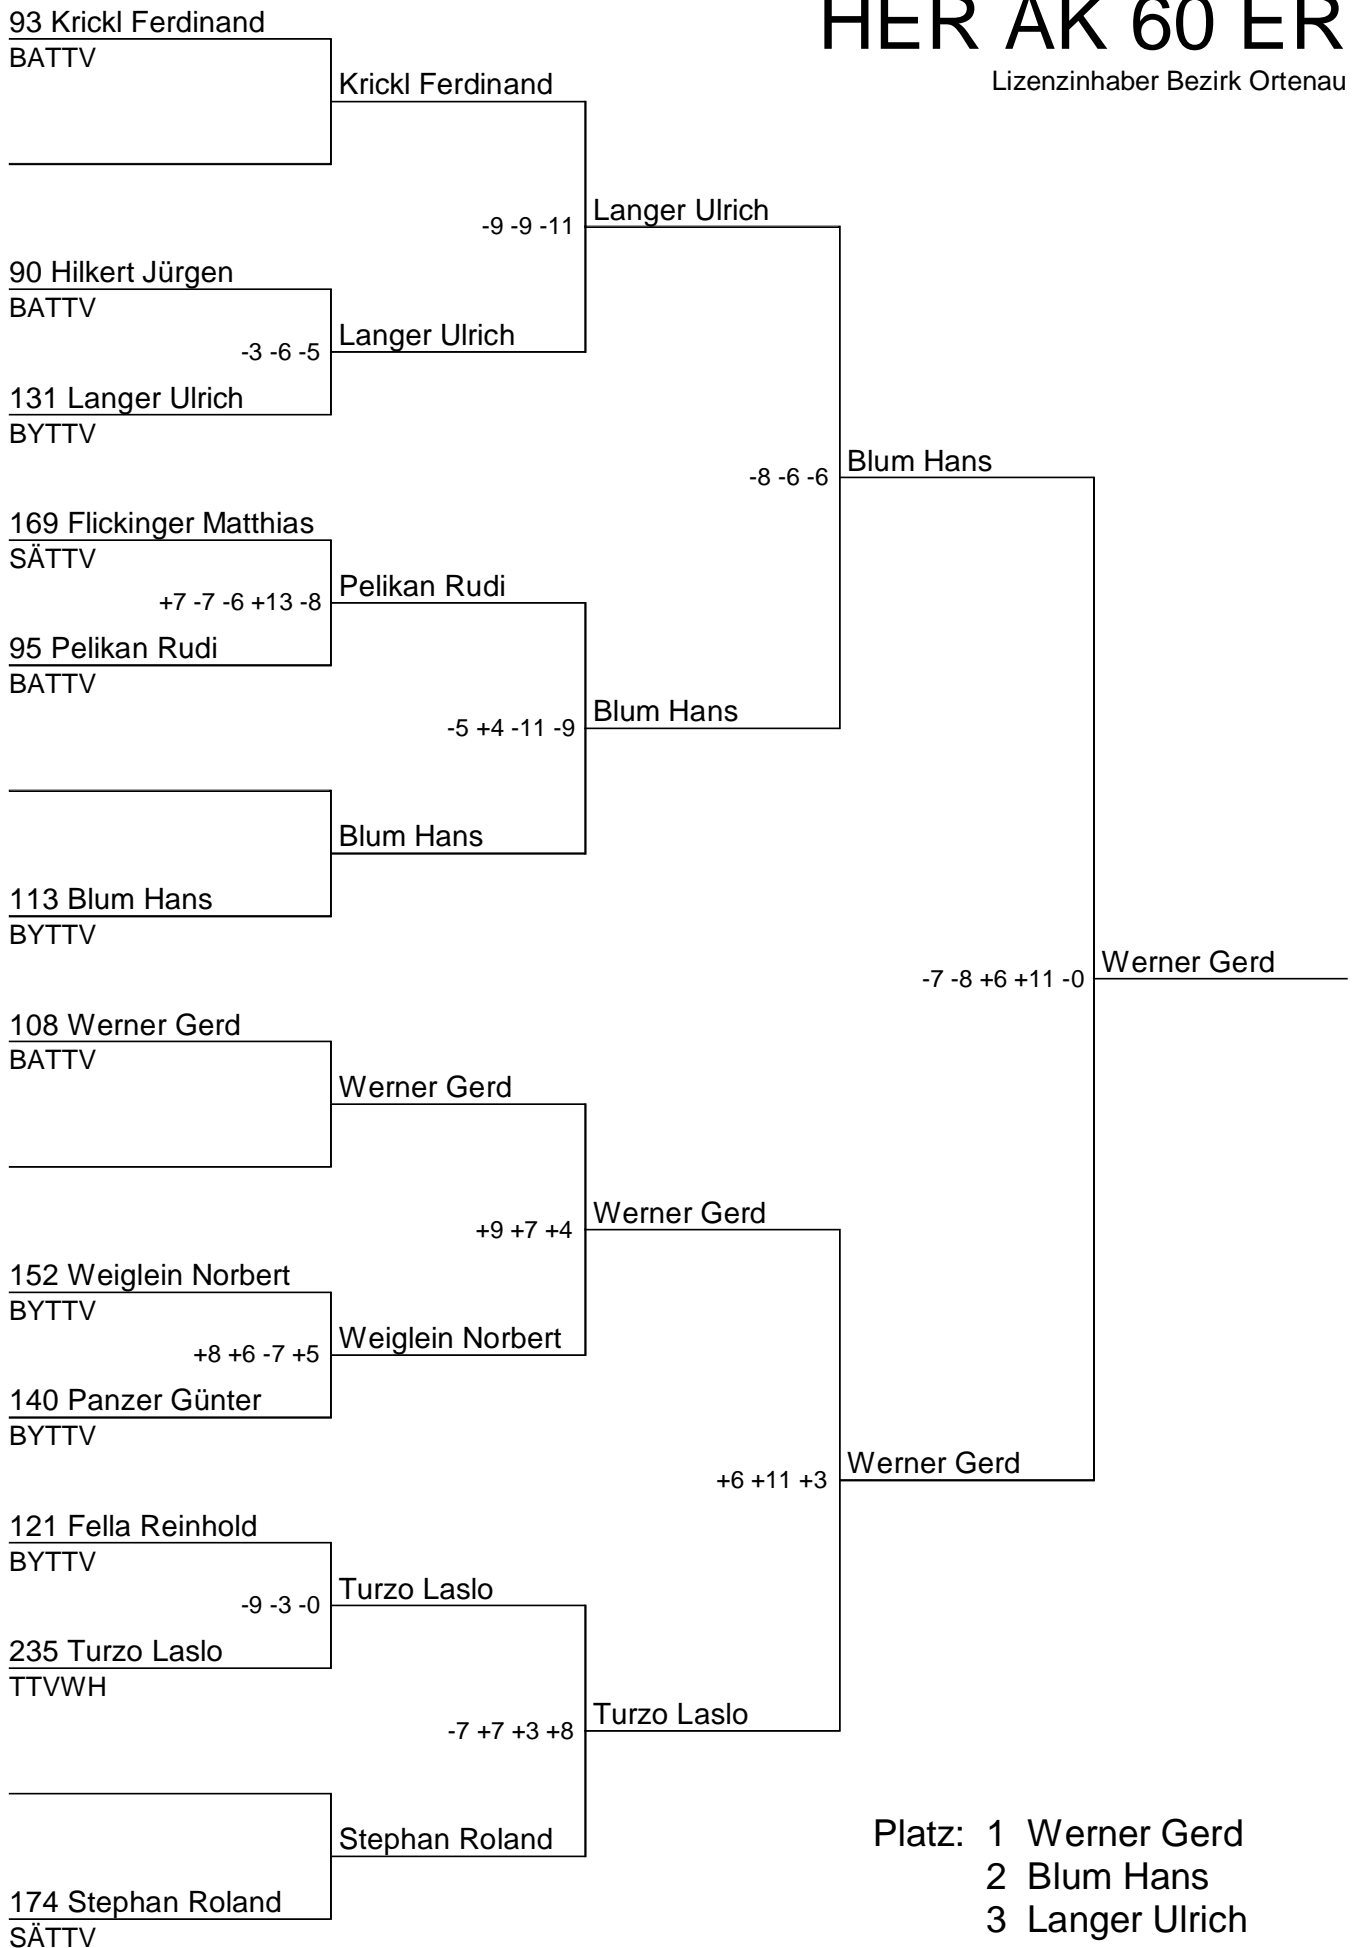 HER AK 60 ER
Lizenzinhaber Bezirk Ortenau
93 Krickl Ferdinand
BATTV
Krickl Ferdinand
-9 -9 -11
Langer Ulrich
90 Hilkert Jürgen
BATTV
-3 -6 -5
Langer Ulrich
131 Langer Ulrich
BYTTV
-8 -6 -6
Blum Hans
169 Flickinger Matthias
SÄTTV
+7 -7 -6 +13 -8
Pelikan Rudi
95 Pelikan Rudi
BATTV
-5 +4 -11 -9
Blum Hans
Blum Hans
113 Blum Hans
BYTTV
-7 -8 +6 +11 -0
Werner Gerd
108 Werner Gerd
BATTV
Werner Gerd
+9 +7 +4
Werner Gerd
152 Weiglein Norbert
BYTTV
+8 +6 -7 +5
Weiglein Norbert
140 Panzer Günter
BYTTV
+6 +11 +3
Werner Gerd
121 Fella Reinhold
BYTTV
-9 -3 -0
Turzo Laslo
235 Turzo Laslo
TTVWH
-7 +7 +3 +8
Turzo Laslo
Stephan Roland
174 Stephan Roland
SÄTTV
Platz: 1 Werner Gerd
2 Blum Hans
3 Langer Ulrich